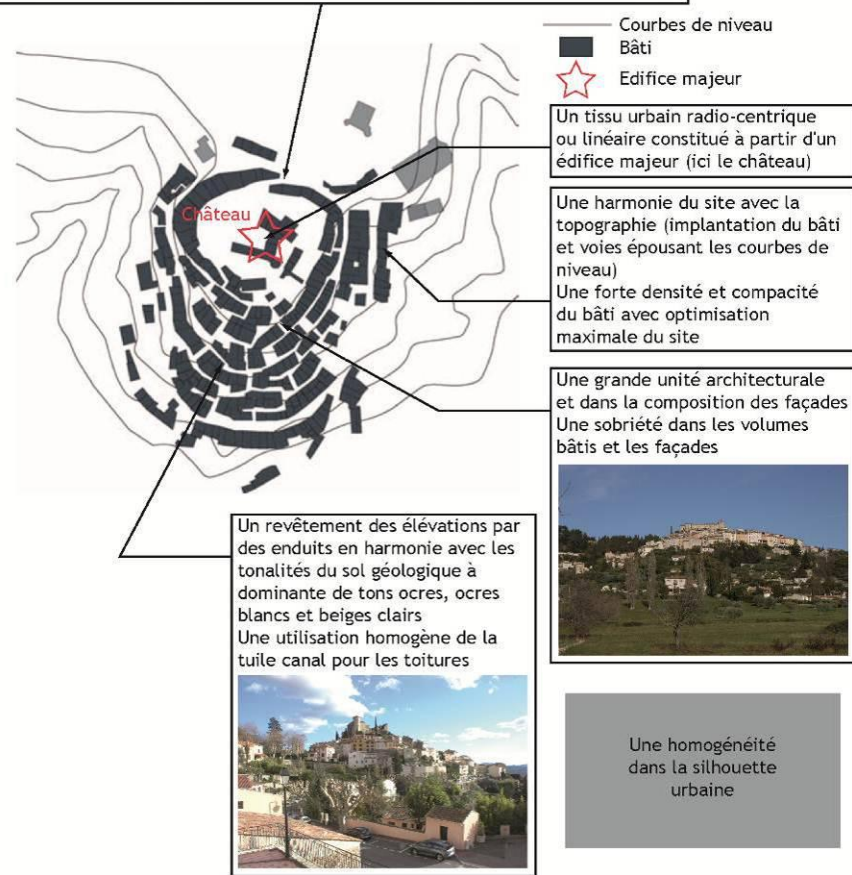 Courbes de niveau
Bâti
Edifice majeur
Un tissu urbain radio-centrique
ou linéaire constitué à partir d'un
édifice majeur (ici le château)
Château
Une harmonie du site avec la
topographie (implantation du bâti
et voies épousant les courbes de
niveau)
Une forte densité et compacité
du bâti avec optimisation
maximale du site
Une grande unité architecturale
et dans la composition des façades
Une sobriété dans les volumes
bâtis et les façades
Un revêtement des élévations par
des enduits en harmonie avec les
tonalités du sol géologique à
dominante de tons ocres, ocres
blancs et beiges clairs
Une utilisation homogène de la
tuile canal pour les toitures
Une homogénéité
dans la silhouette
urbaine